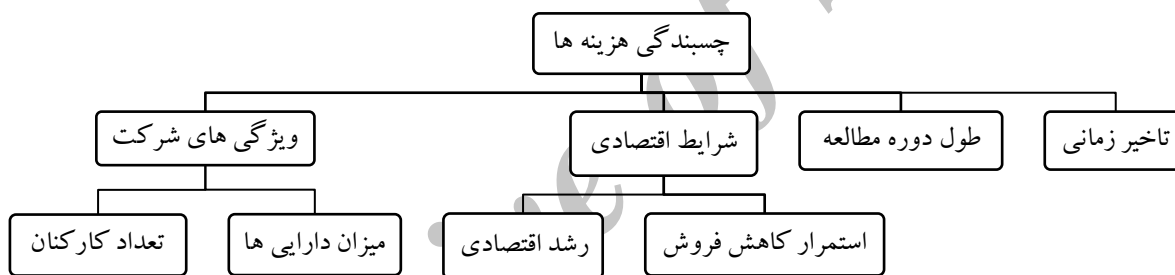 چسبندگی هزینه ها
تاخیر زمانی
طول دوره مطالعه
شرایط اقتصادی
ویژگی های شرکت
استمرار کاهش فروش
رشد اقتصادی
میزان دارایی ها
تعداد کارکنان